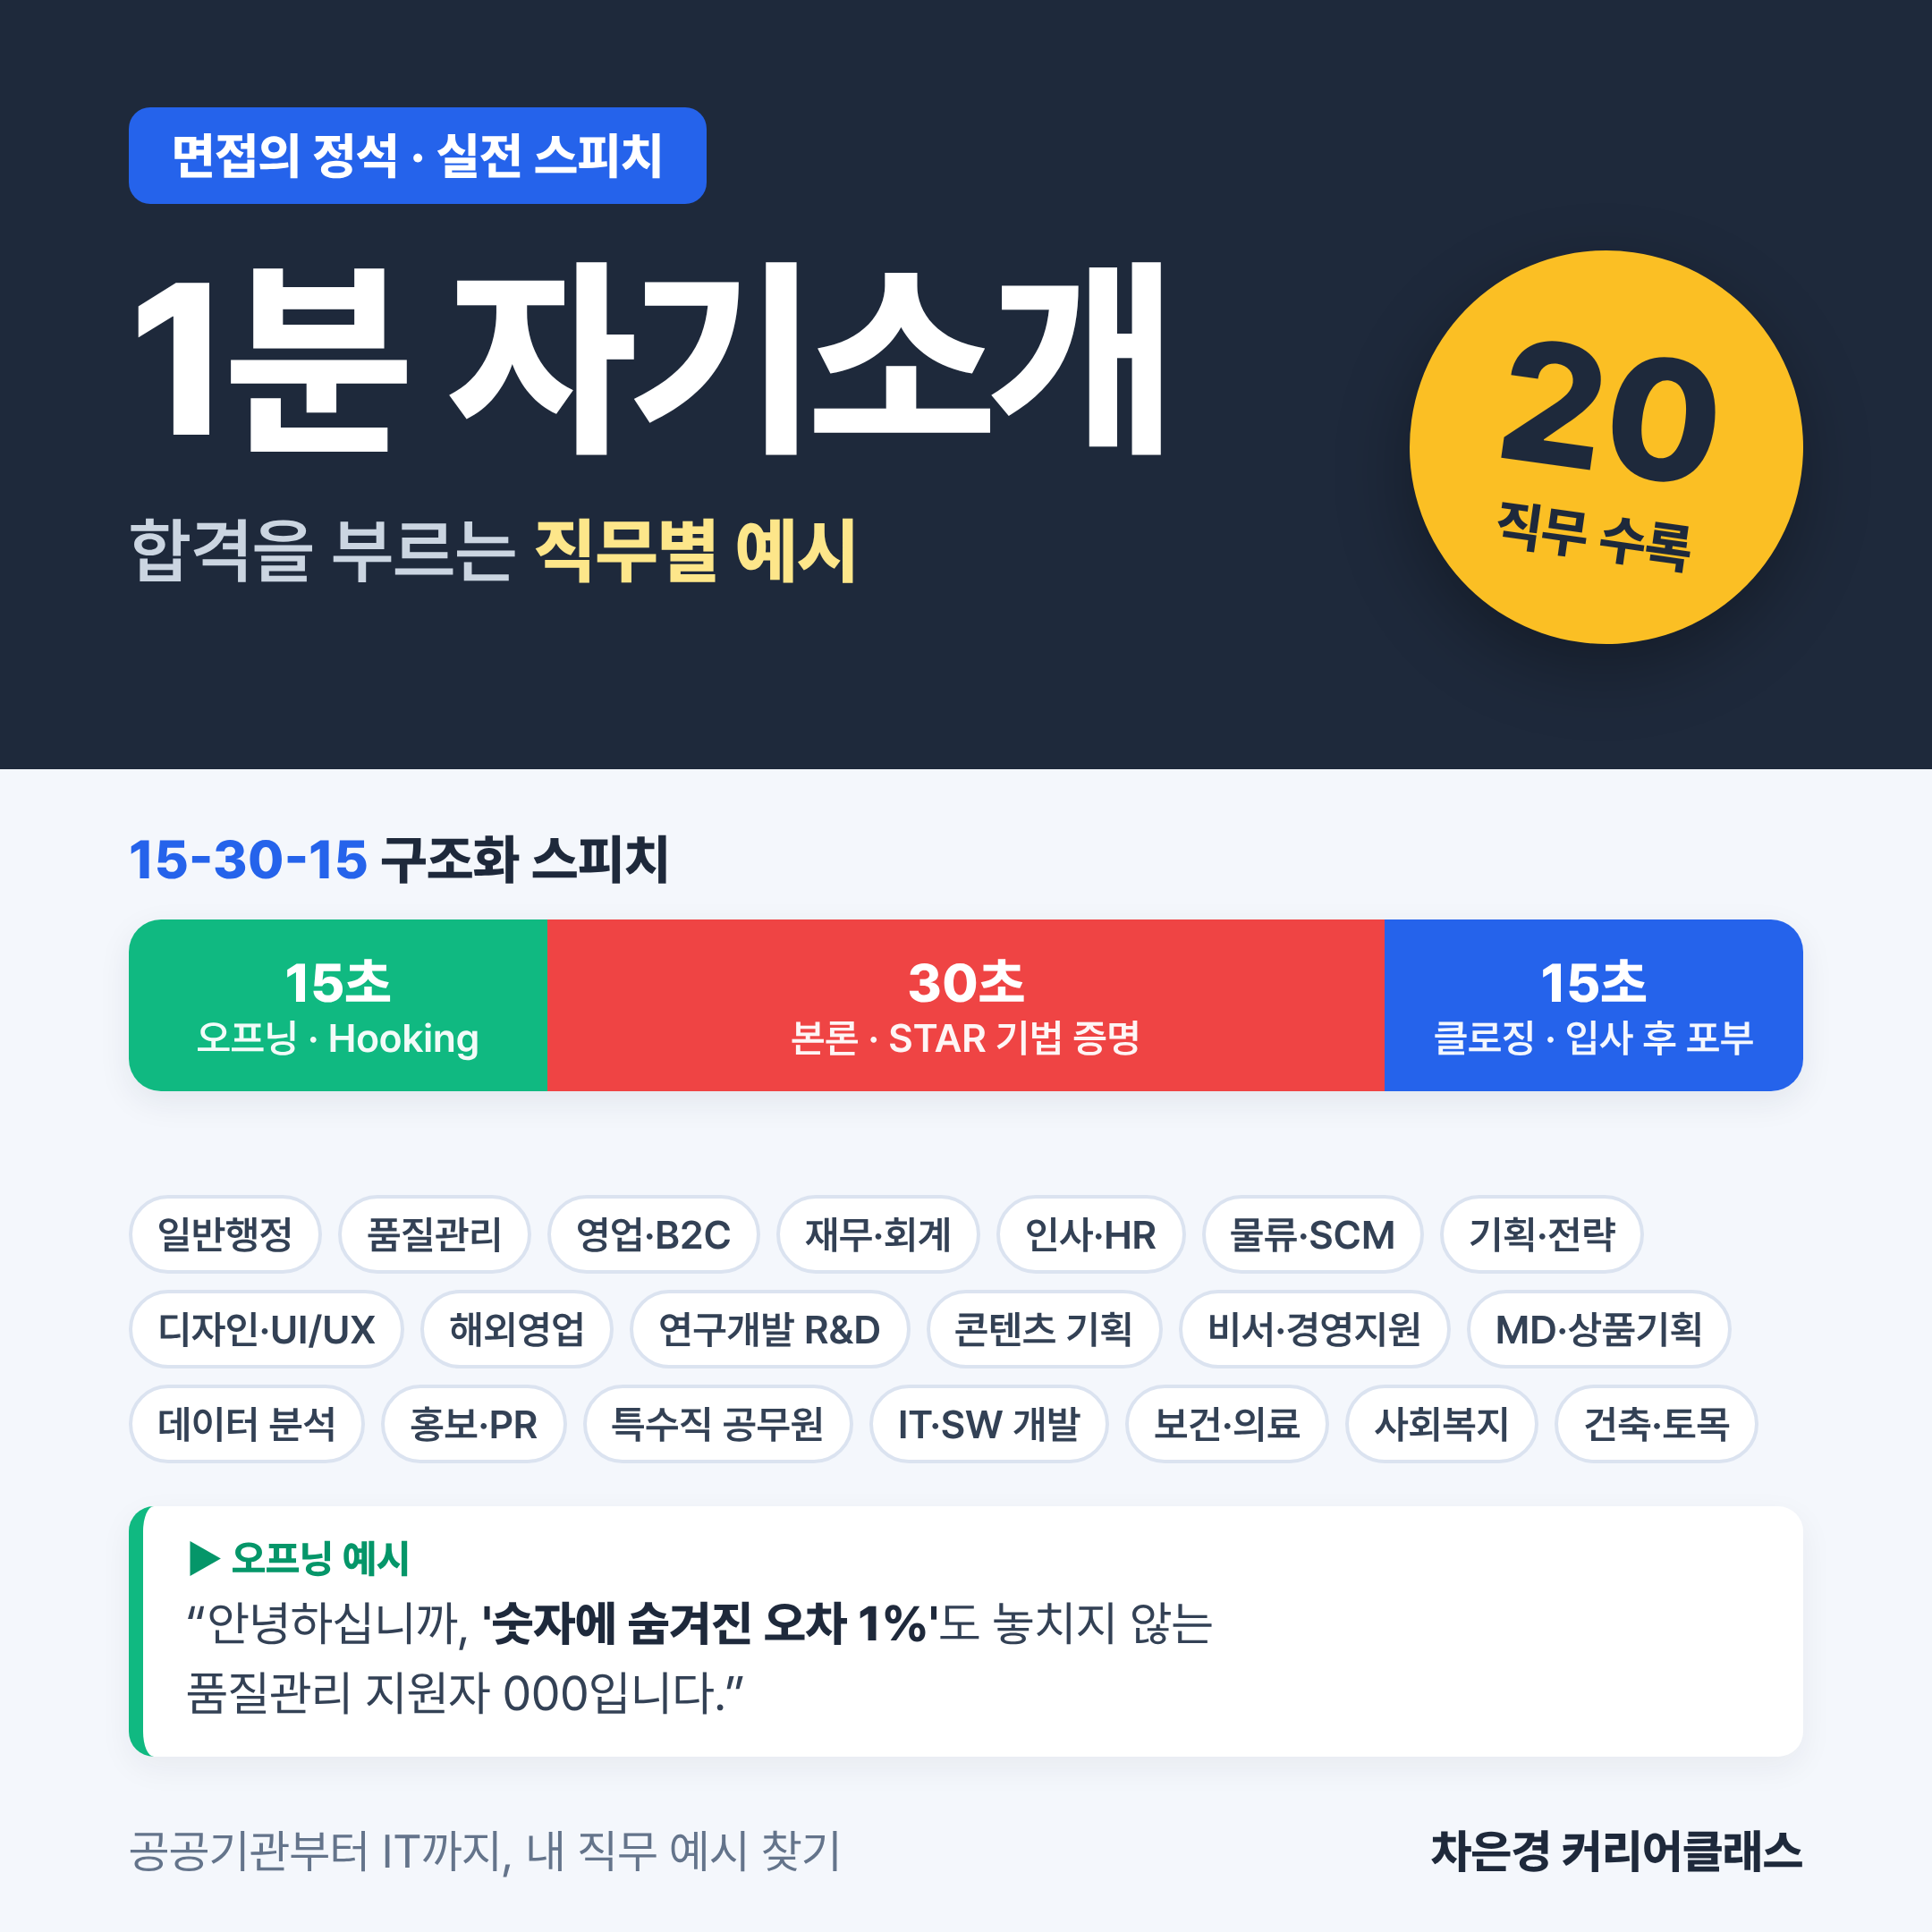 면접의 정석 · 실전 스피치
1분 자기소개
합격을 부르는 직무별 예시
20
직무 수록
15-30-15 구조화 스피치
15초
오프닝 · Hooking
30초
본론 · STAR 기법 증명
15초
클로징 · 입사 후 포부
일반행정 품질관리 영업·B2C 재무·회계 인사·HR 물류·SCM 기획·전략
디자인·UI/UX 해외영업 연구개발 R&D 콘텐츠 기획 비서·경영지원 MD·상품기획
데이터 분석 홍보·PR 특수직 공무원 IT·SW 개발 보건·의료 사회복지 건축·토목
▶ 오프닝 예시
“안녕하십니까, '숫자에 숨겨진 오차 1%'도 놓치지 않는
품질관리 지원자 000입니다.”
공공기관부터 IT까지, 내 직무 예시 찾기
차은경 커리어클래스